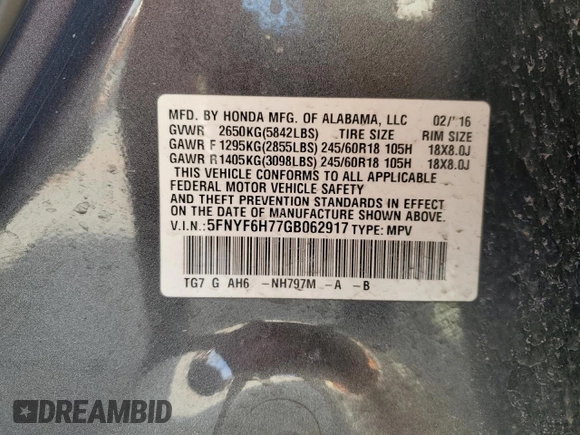 MFD. BY HONDA MFG. OF ALABAMA, LLC 02/'16
GVWR 2650KG(5842LBS) TIRE SIZE RIM SIZE
GAWR F 1295KG(2855LBS) 245/60R18 105H 18X8.0J
GAWR R 1405KG(3098LBS) 245/60R18 105H 18X8.0J
THIS VEHICLE CONFORMS TO ALL APPLICABLE
FEDERAL MOTOR VEHICLE SAFETY
AND THEFT PREVENTION STANDARDS IN EFFECT
ON THE DATE OF MANUFACTURE SHOWN ABOVE.
V.I.N.: 5FNYF6H77GB062917 TYPE: MPV
TG7 G AH6 -NH797M -A -B
DREAMBID